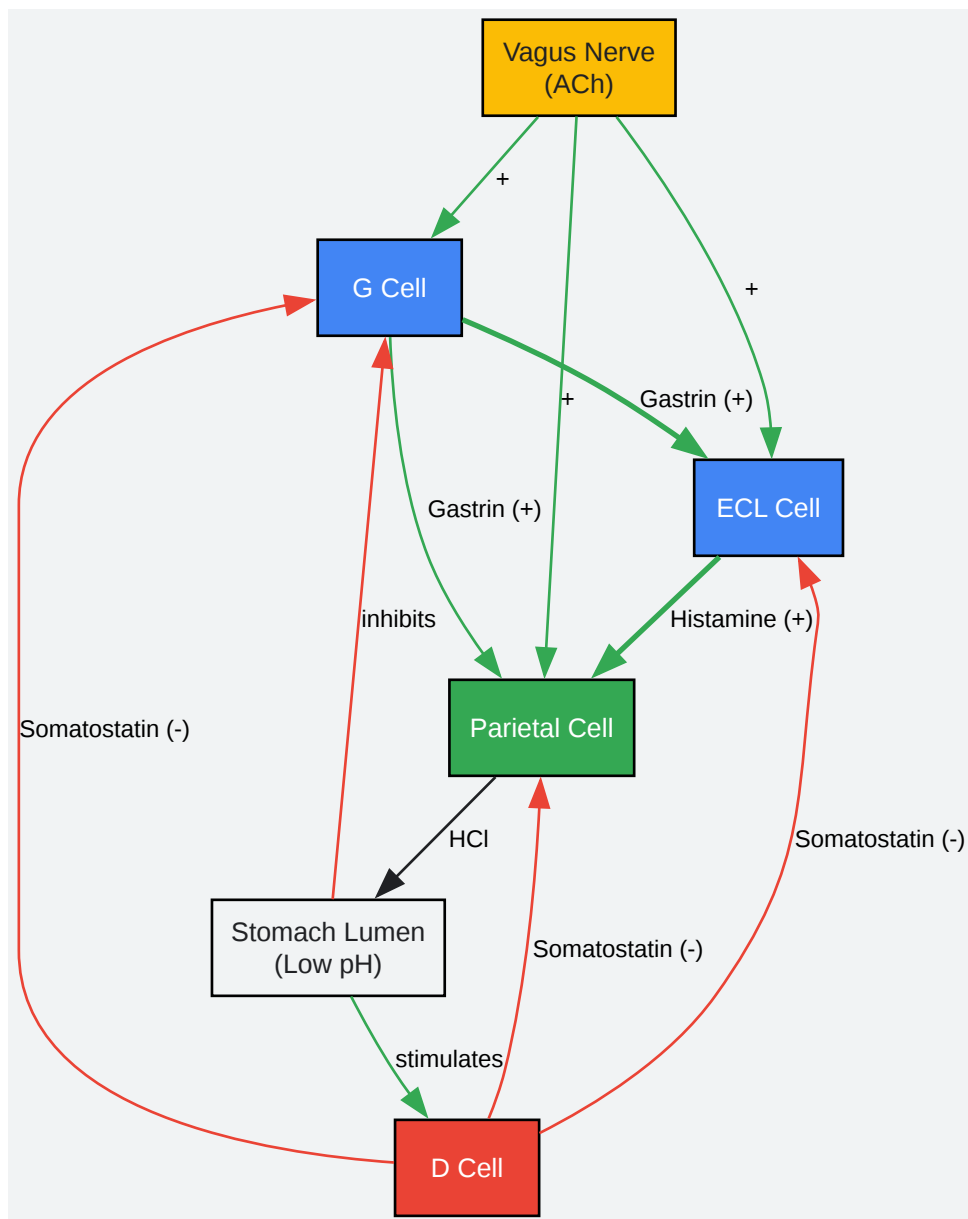 Vagus Nerve
(ACh)
+
G Cell
+
+
Gastrin (+)
ECL Cell
Gastrin (+)
inhibits
Histamine (+)
Somatostatin (-)
Parietal Cell
HCl
Somatostatin (-)
Stomach Lumen
(Low pH)
Somatostatin (-)
stimulates
D Cell